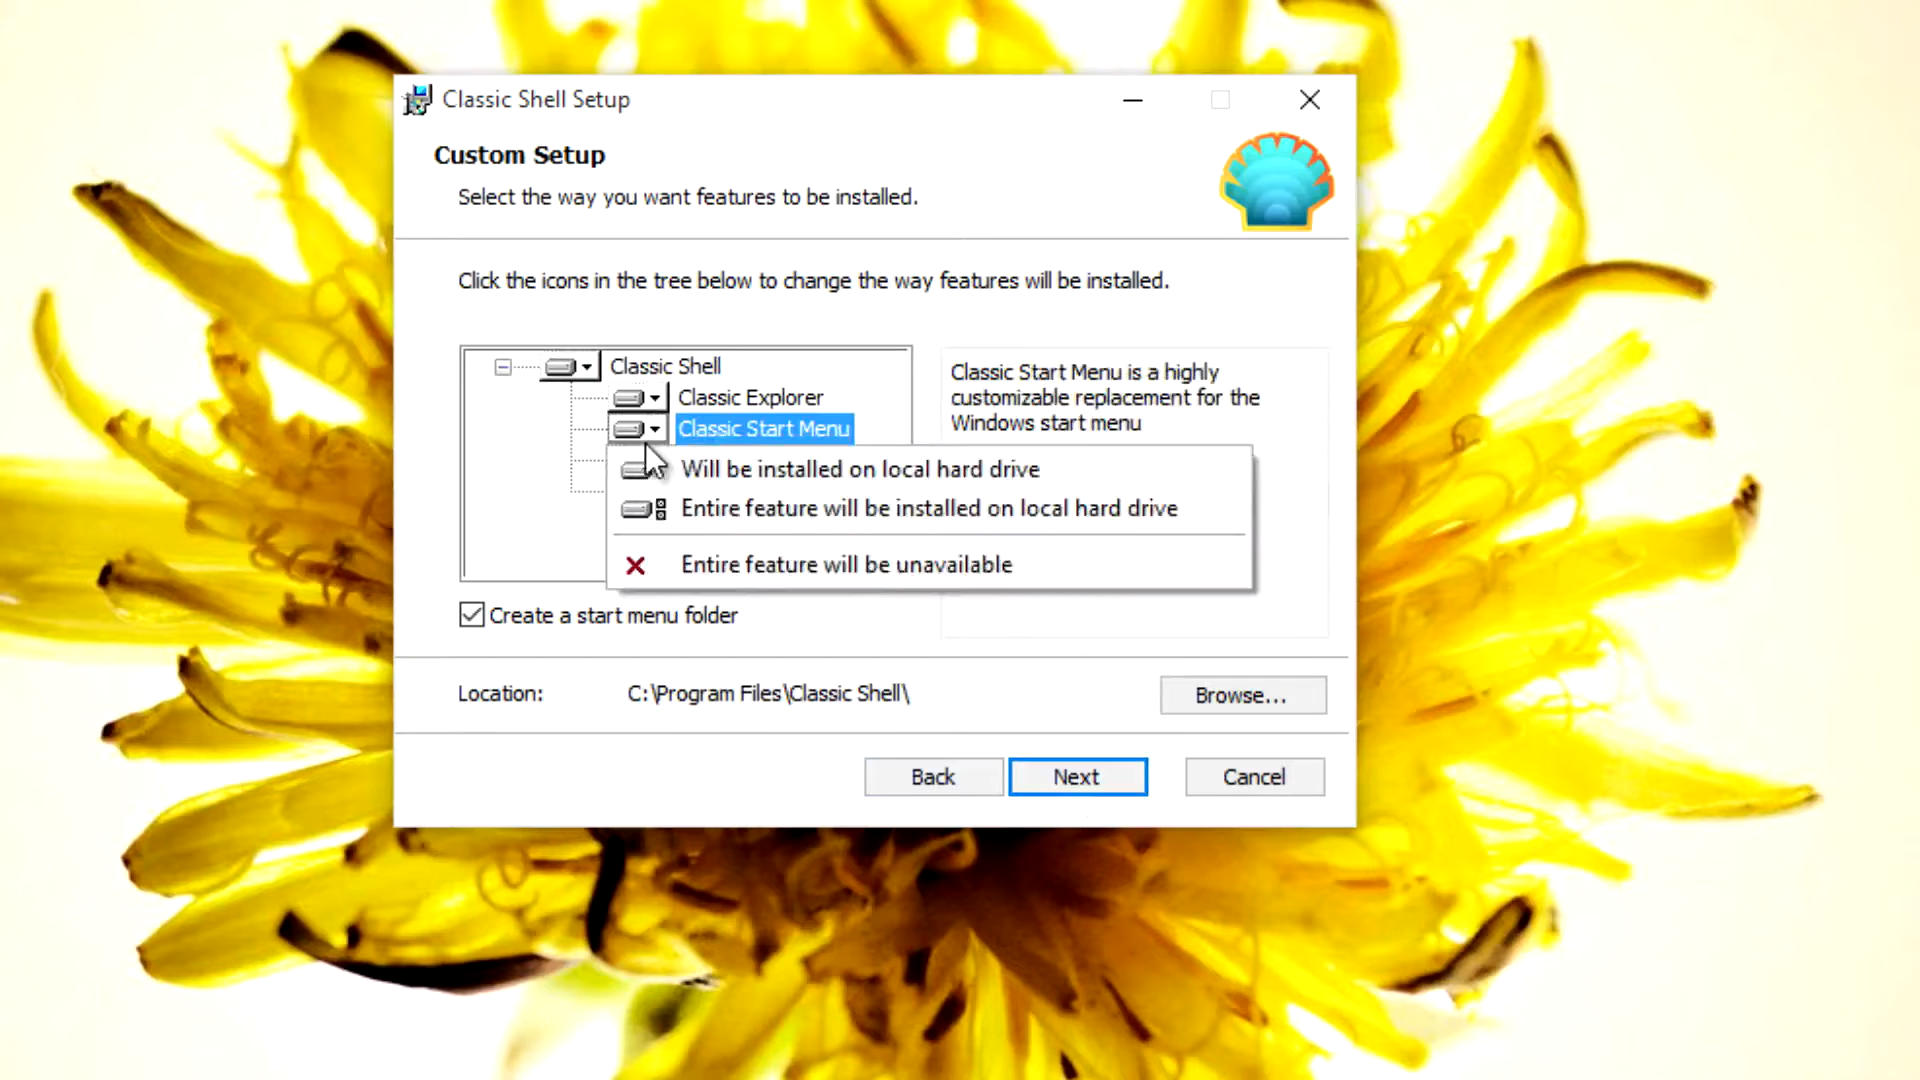 Classic Shell Setup
Custom Setup
Select the way you want features to be installed.
Click the icons in the tree below to change the way features will be installed.
Classic Shell
Classic Explorer
Classic Start Menu
Classic Start Menu is a highly
customizable replacement for the
Windows start menu
Will be installed on local hard drive
Entire feature will be installed on local hard drive
Entire feature will be unavailable
Create a start menu folder
Location:
C:\Program Files\Classic Shell\
Browse...
Back
Next
Cancel